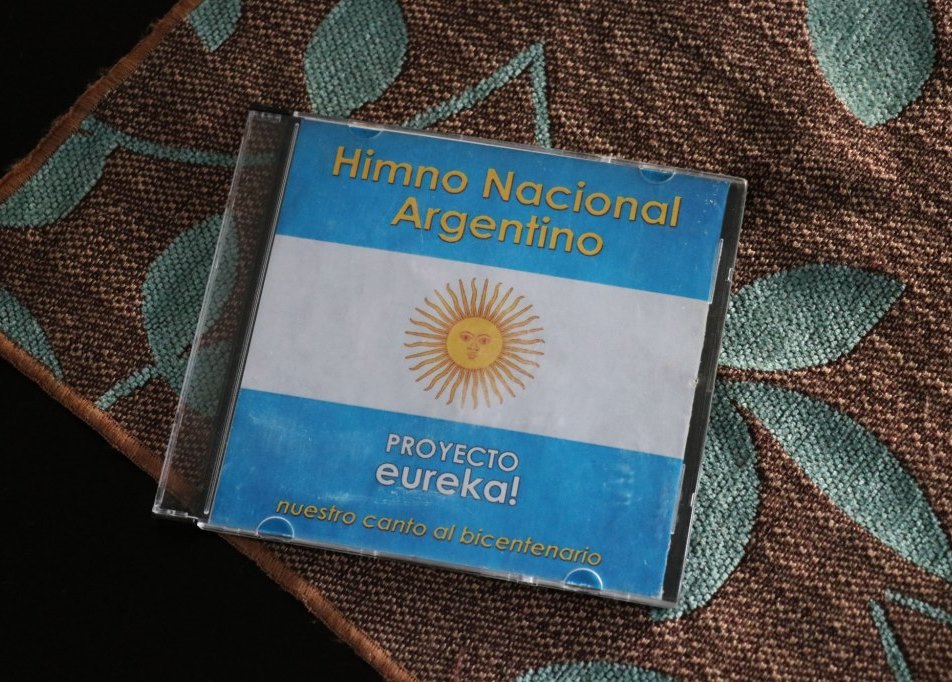 Himno Nacional
Argentino
PROYECTO
eureka!
nuestro canto al bicentenario